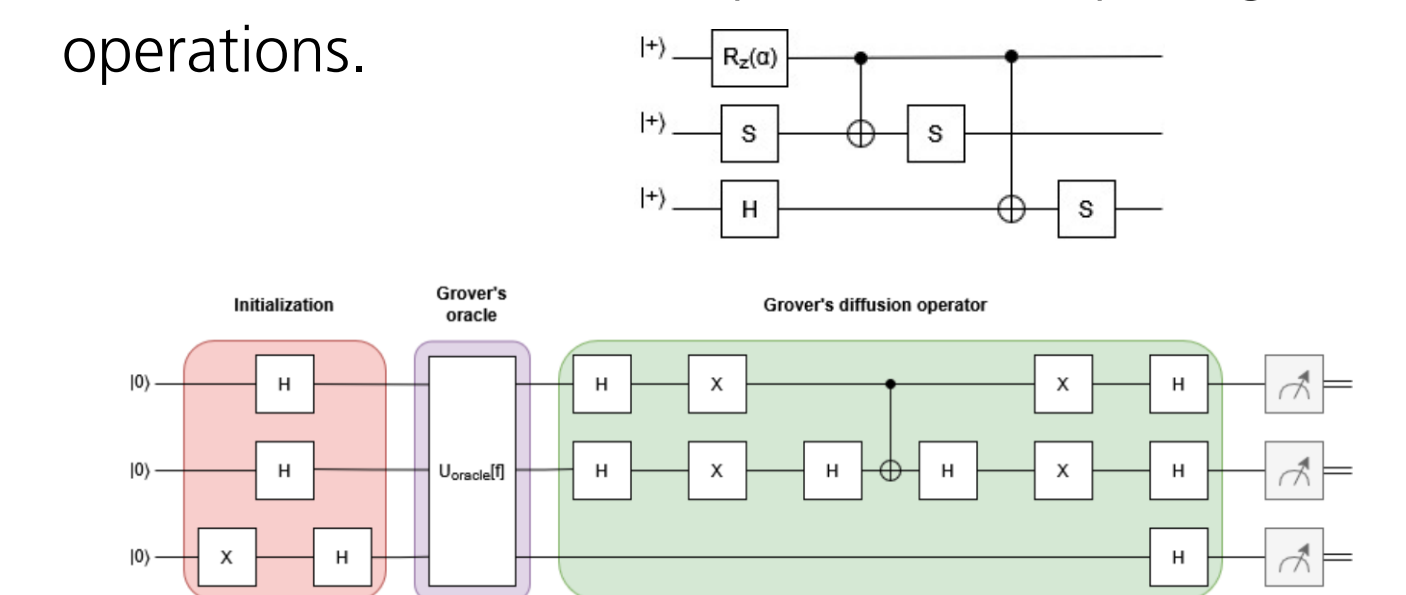 operations.
|+⟩ Rz(α)
|+⟩ S S
|+⟩ H S
Initialization
Grover's
oracle
Grover's diffusion operator
|0⟩ H H X X H
|0⟩ H Uoracle[f] H X H H X H
|0⟩ X H H